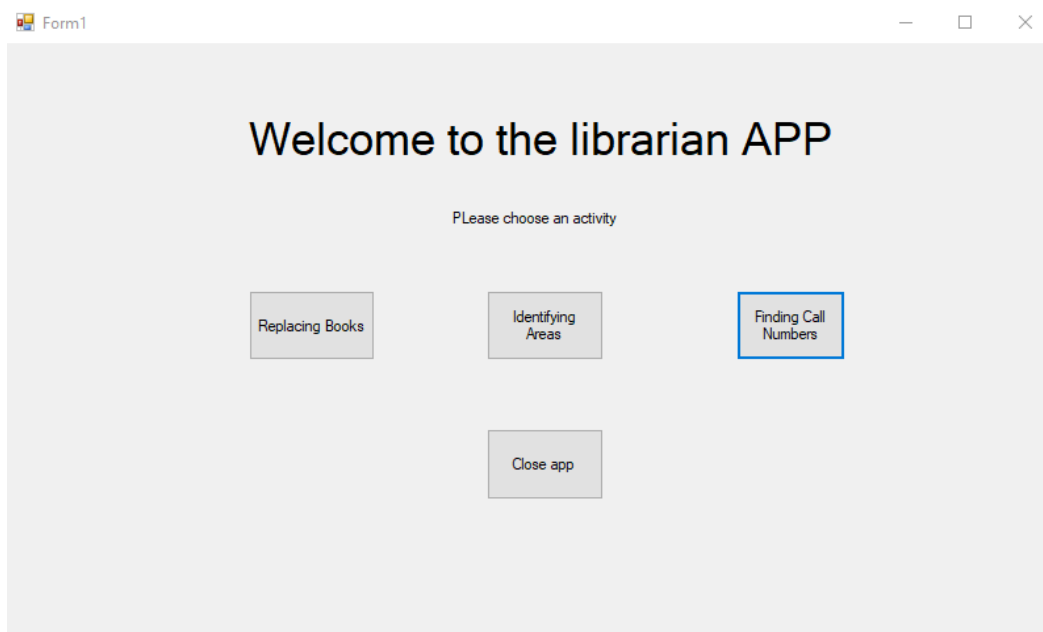 Form1
Welcome to the librarian APP
PLease choose an activity
Replacing Books
Identifying
Areas
Finding Call
Numbers
Close app